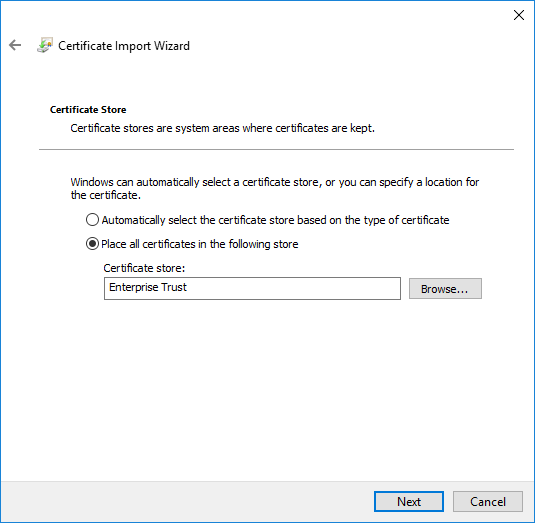 Certificate Import Wizard
Certificate Store
Certificate stores are system areas where certificates are kept.
Windows can automatically select a certificate store, or you can specify a location for
the certificate.
Automatically select the certificate store based on the type of certificate
Place all certificates in the following store
Certificate store:
Enterprise Trust
Browse...
Next
Cancel